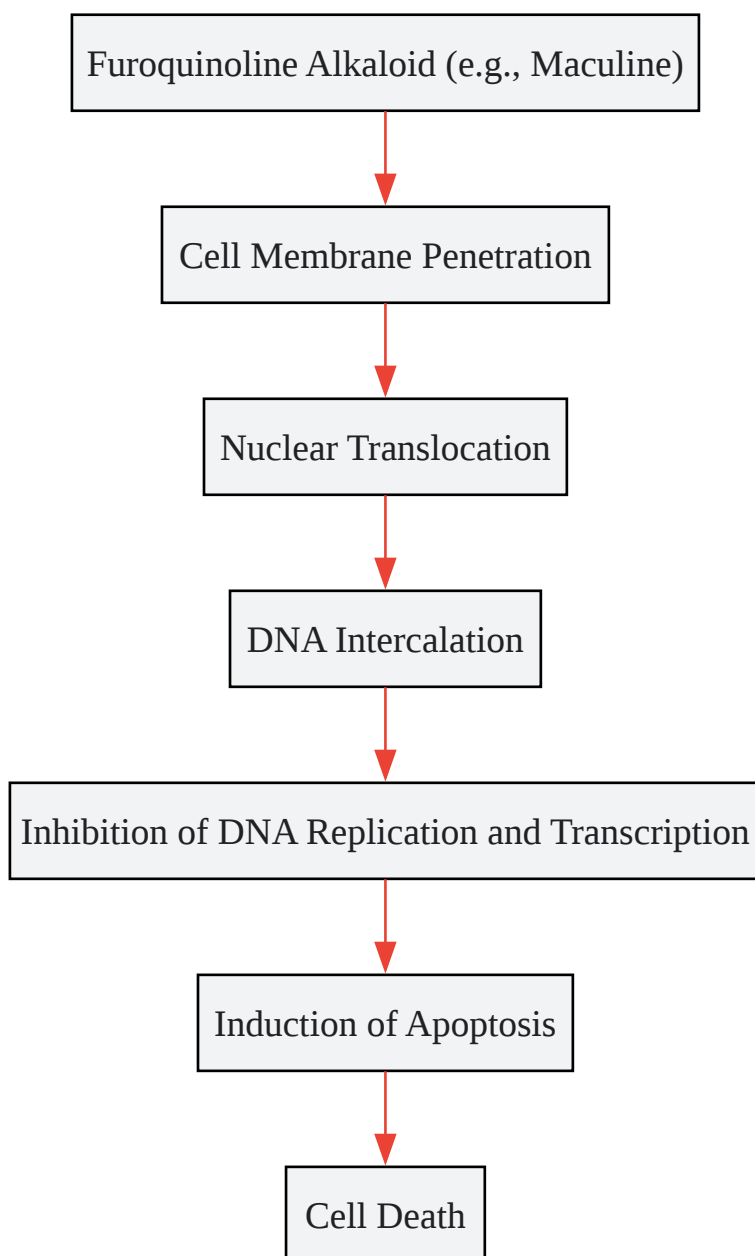 Furoquinoline Alkaloid (e.g., Maculine)
Cell Membrane Penetration
Nuclear Translocation
DNA Intercalation
Inhibition of DNA Replication and Transcription
Induction of Apoptosis
Cell Death